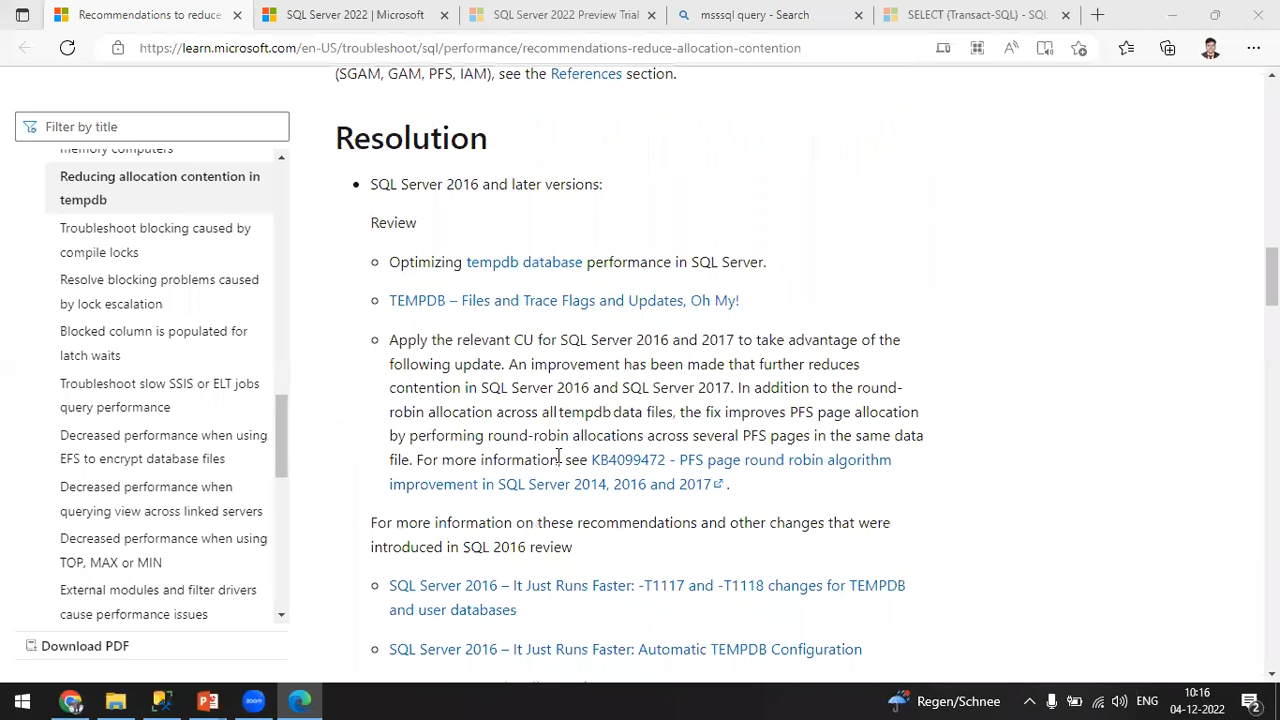 Recommendations to reduce
SQL Server 2022 | Microsoft
SQL Server 2022 Preview Trial
msssql query - Search
SELECT (Transact-SQL) - SQL
https://learn.microsoft.com/en-US/troubleshoot/sql/performance/recommendations-reduce-allocation-contention
Filter by title
memory computers
Reducing allocation contention in
tempdb
Troubleshoot blocking caused by
compile locks
Resolve blocking problems caused
by lock escalation
Blocked column is populated for
latch waits
Troubleshoot slow SSIS or ELT jobs
query performance
Decreased performance when using
EFS to encrypt database files
Decreased performance when
querying view across linked servers
Decreased performance when using
TOP, MAX or MIN
External modules and filter drivers
cause performance issues
Download PDF
(SGAM, GAM, PFS, IAM), see the References section.
Resolution
SQL Server 2016 and later versions:
Review
Optimizing tempdb database performance in SQL Server.
TEMPDB – Files and Trace Flags and Updates, Oh My!
Apply the relevant CU for SQL Server 2016 and 2017 to take advantage of the
following update. An improvement has been made that further reduces
contention in SQL Server 2016 and SQL Server 2017. In addition to the round-
robin allocation across all tempdb data files, the fix improves PFS page allocation
by performing round-robin allocations across several PFS pages in the same data
file. For more information, see KB4099472 - PFS page round robin algorithm
improvement in SQL Server 2014, 2016 and 2017 .
For more information on these recommendations and other changes that were
introduced in SQL 2016 review
SQL Server 2016 – It Just Runs Faster: -T1117 and -T1118 changes for TEMPDB
and user databases
SQL Server 2016 – It Just Runs Faster: Automatic TEMPDB Configuration
zoom
Regen/Schnee
ENG
10:16
04-12-2022
2